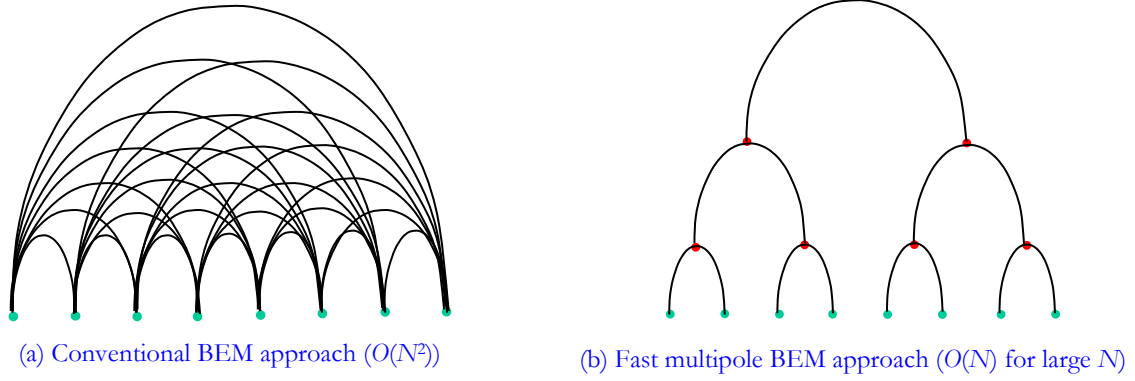 (a) Conventional BEM approach (O(N²))
(b) Fast multipole BEM approach (O(N) for large N)